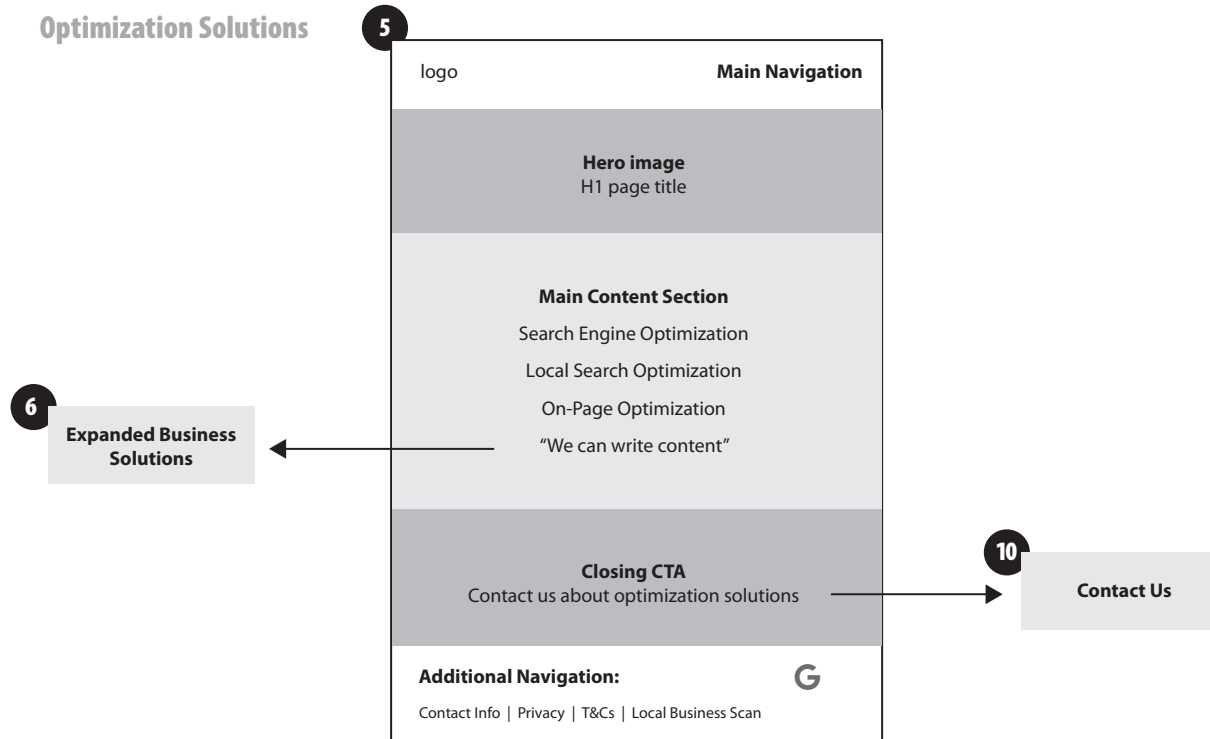 Optimization Solutions
5
logo
Main Navigation
Hero image
H1 page title
Main Content Section
Search Engine Optimization
Local Search Optimization
On-Page Optimization
“We can write content”
6
Expanded Business
Solutions
Closing CTA
Contact us about optimization solutions
10
Contact Us
Additional Navigation:
G
Contact Info | Privacy | T&Cs | Local Business Scan